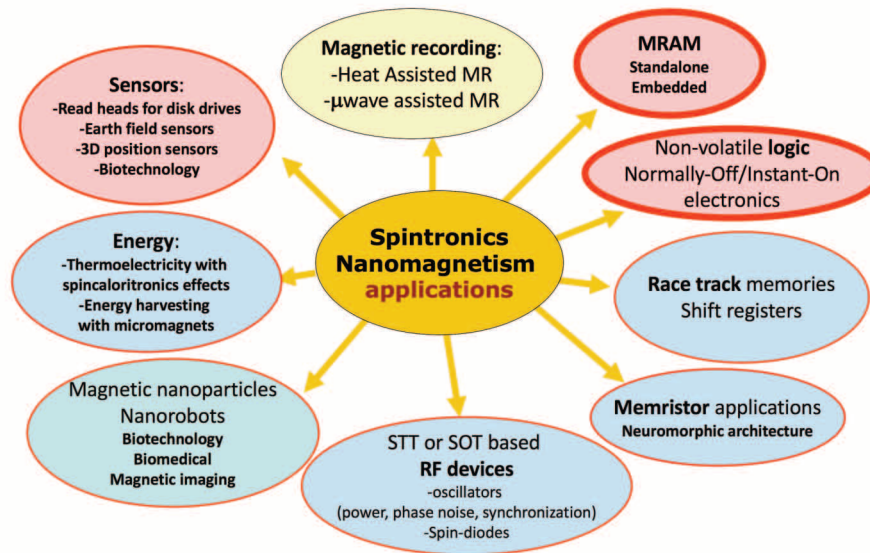 Magnetic recording:
-Heat Assisted MR
-μwave assisted MR
MRAM
Standalone
Embedded
Sensors:
-Read heads for disk drives
-Earth field sensors
-3D position sensors
-Biotechnology
Non-volatile logic
Normally-Off/Instant-On
electronics
Spintronics
Nanomagnetism
applications
Energy:
-Thermoelectricity with
spincaloritronics effects
-Energy harvesting
with micromagnets
Race track memories
Shift registers
Magnetic nanoparticles
Nanorobots
Biotechnology
Biomedical
Magnetic imaging
Memristor applications
Neuromorphic architecture
STT or SOT based
RF devices
-oscillators
(power, phase noise, synchronization)
-Spin-diodes